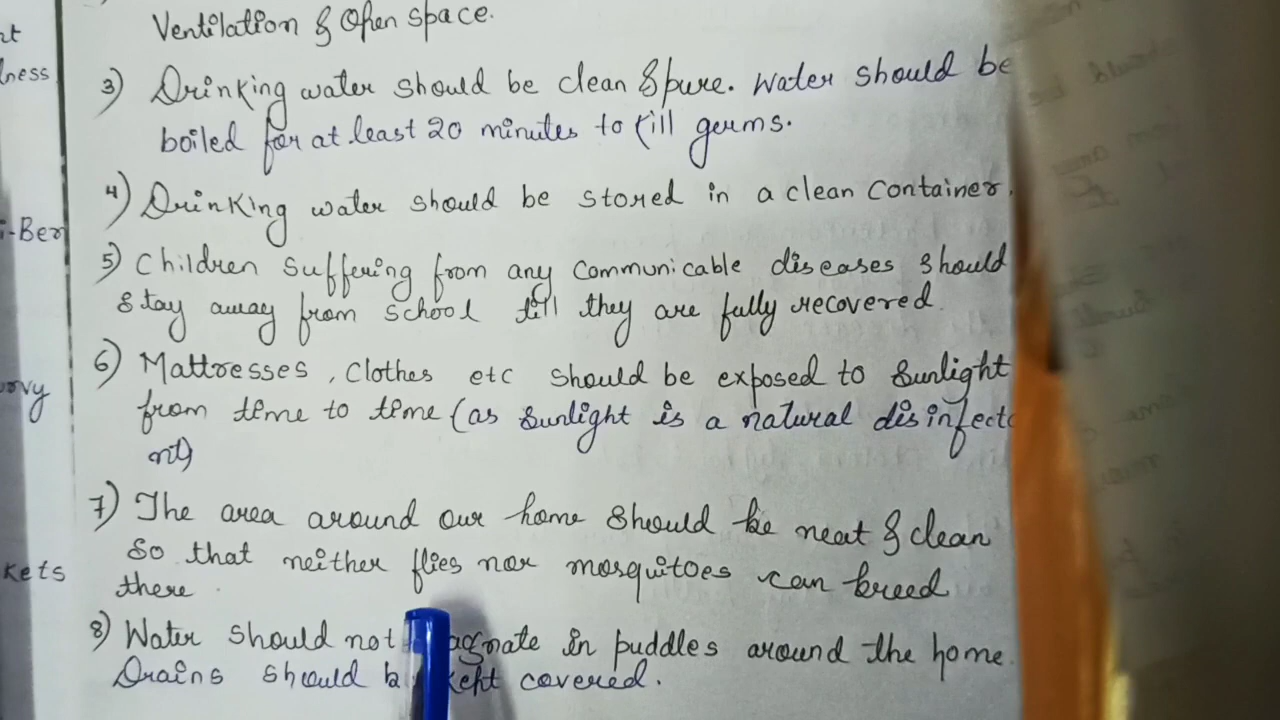 Ventilation & Open space.
3) Drinking water should be clean & pure. Water should be
boiled for at least 20 minutes to kill germs.
4) Drinking water should be stored in a clean container.
5) Children suffering from any communicable diseases should
stay away from school till they are fully recovered.
6) Mattresses, clothes etc should be exposed to sunlight
from time to time (as sunlight is a natural disinfecta
nt)
7) The area around our home should be neat & clean
So that neither flies nor mosquitoes can breed
there.
8) Water should not agnate in puddles around the home.
Drains should b kept covered.